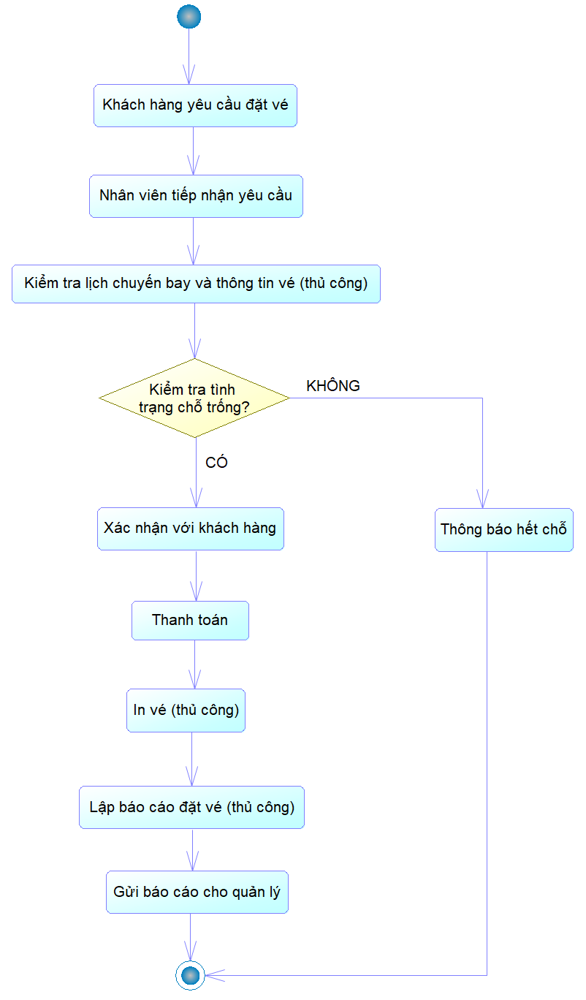 Khách hàng yêu cầu đặt vé
Nhân viên tiếp nhận yêu cầu
Kiểm tra lịch chuyến bay và thông tin vé (thủ công)
Kiểm tra tình
trạng chỗ trống?
KHÔNG
CÓ
Xác nhận với khách hàng
Thông báo hết chỗ
Thanh toán
In vé (thủ công)
Lập báo cáo đặt vé (thủ công)
Gửi báo cáo cho quản lý